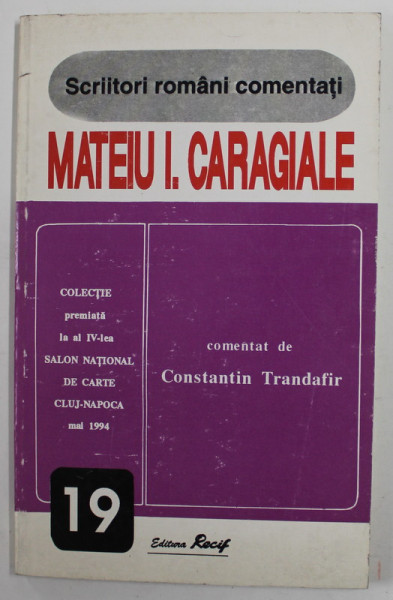 Scriitori români comentați
MATEIU I. CARAGIALE
COLECȚIE
premiată
la al IV-lea
SALON NAȚIONAL
DE CARTE
CLUJ-NAPOCA
mai 1994
comentat de
Constantin Trandafir
19
Editura Recif